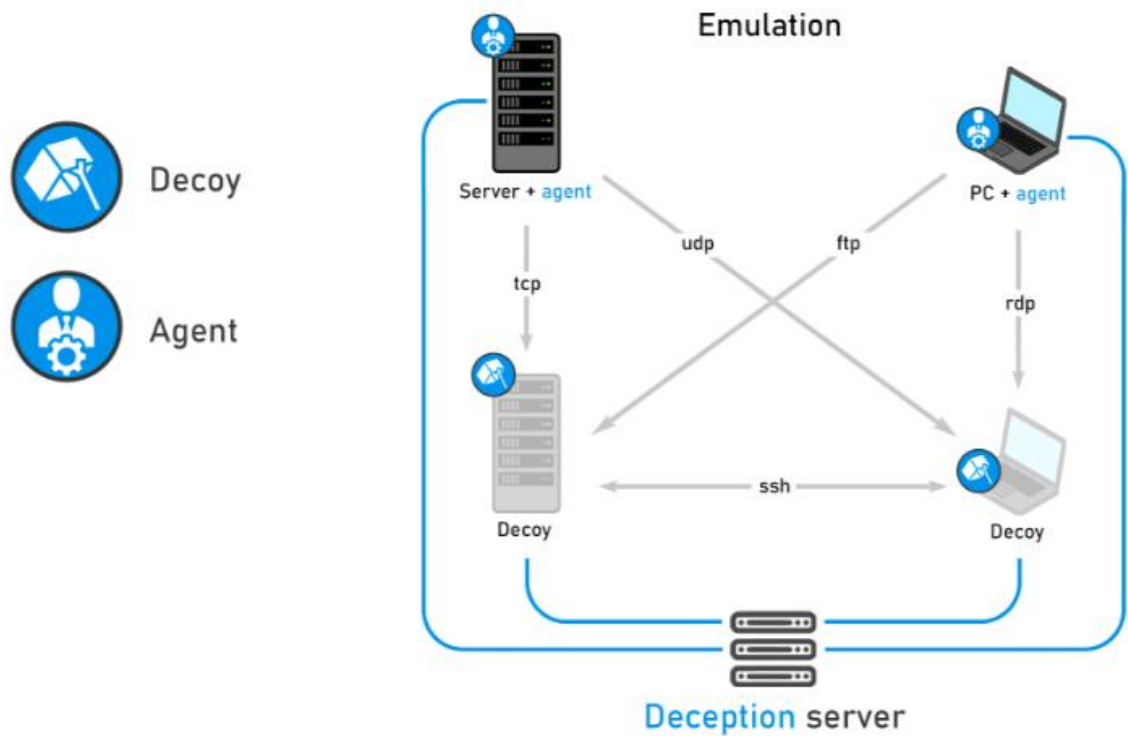 Emulation
Decoy
Agent
Server + agent
PC + agent
udp
ftp
tcp
rdp
ssh
Decoy
Decoy
Deception server